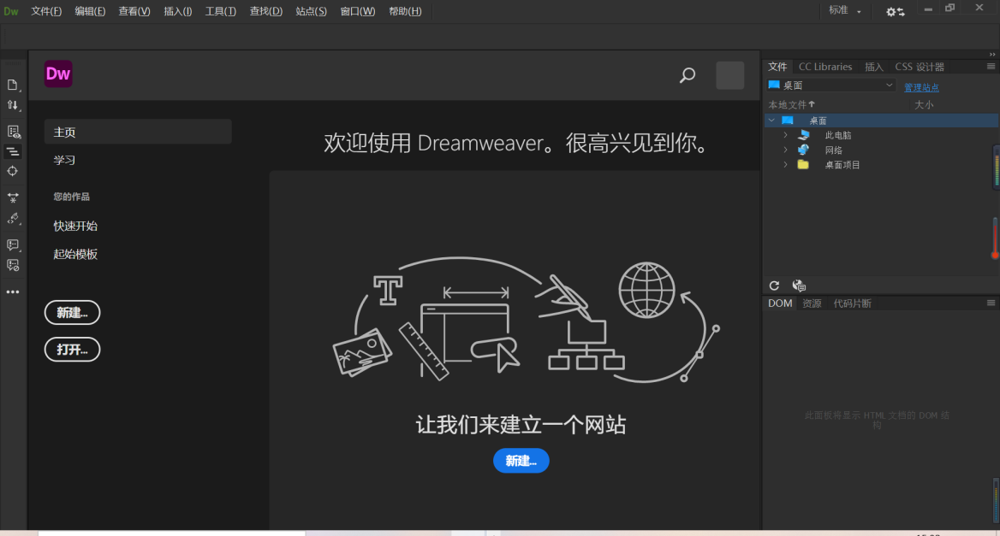 Dw 文件(F) 编辑(E) 查看(V) 插入(I) 工具(T) 查找(D) 站点(S) 窗口(W) 帮助(H) 标准
Dw
主页
学习
您的作品
快速开始
起始模板
新建...
打开...
欢迎使用 Dreamweaver。很高兴见到你。
T
让我们来建立一个网站
新建...
文件 CC Libraries 插入 CSS 设计器
桌面 管理站点
本地文件 大小
桌面
此电脑
网络
桌面项目
DOM 资源 代码片断
此面板将显示 HTML 文档的 DOM 结
构